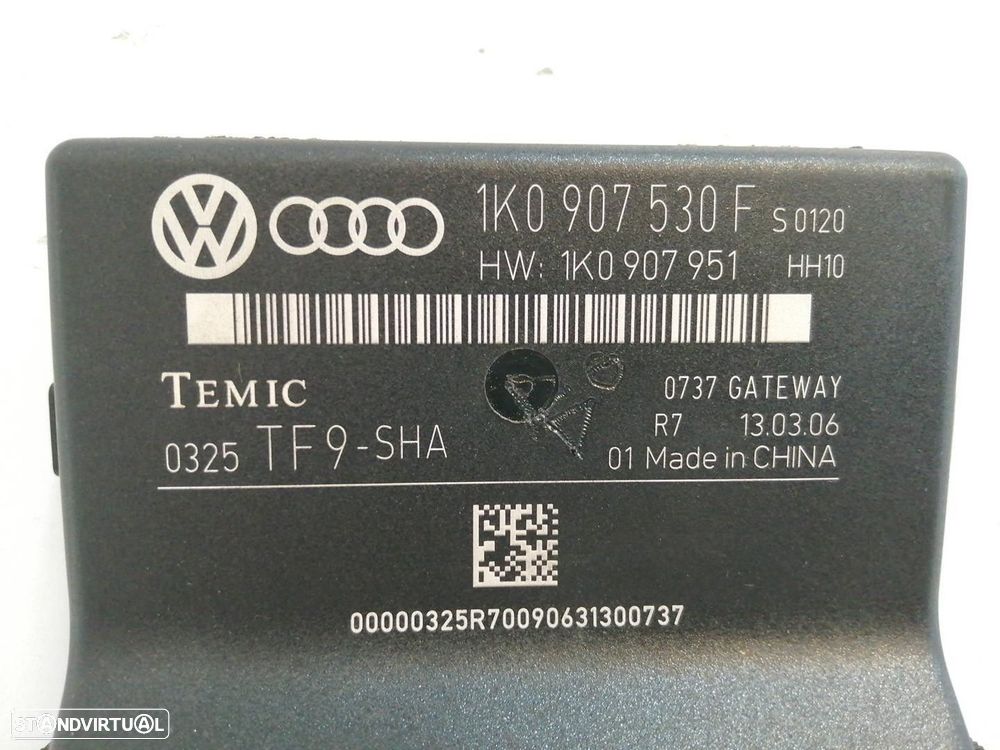 1K0 907 530 F S 0120
HW: 1K0 907 951 HH10
TEMIC
0737 GATEWAY
R7 13.03.06
0325 TF9-SHA
01 Made in CHINA
00000325R70090631300737
STANDVIRTUAL